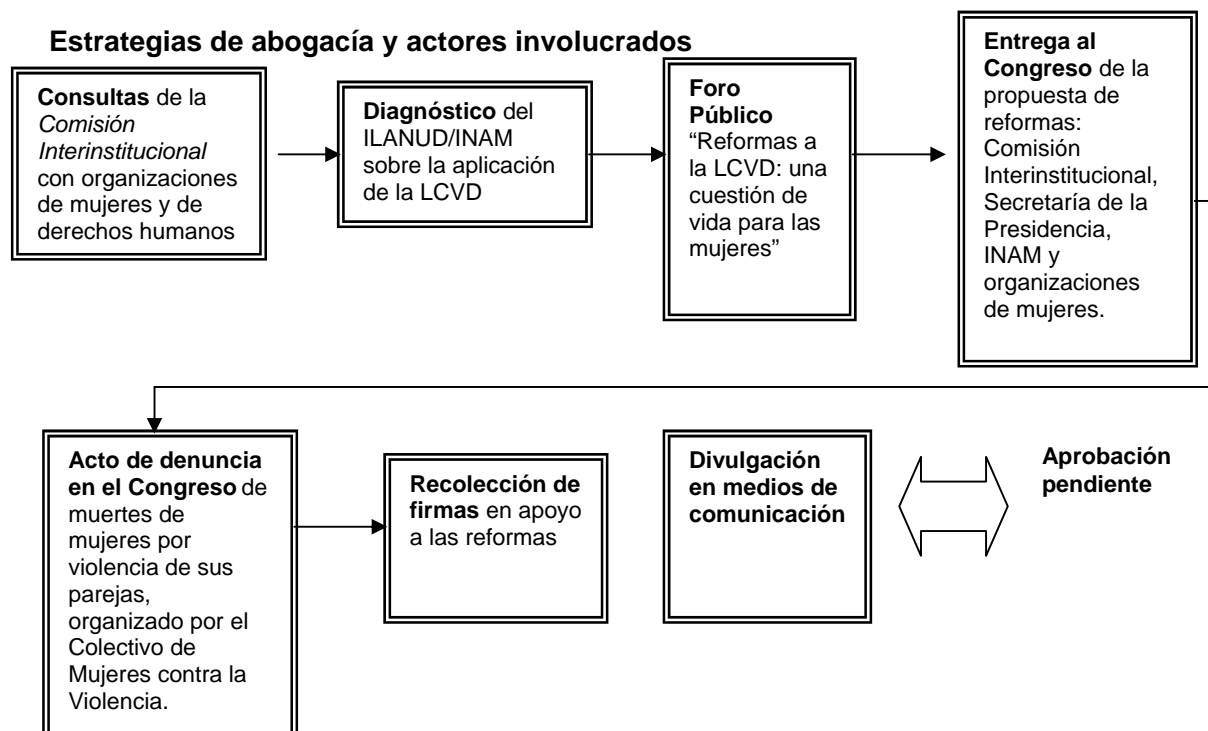 Estrategias de abogacía y actores involucrados
Consultas de la
Comisión
Interinstitucional
con organizaciones
de mujeres y de
derechos humanos
Diagnóstico del
ILANUD/INAM
sobre la aplicación
de la LCVD
Foro
Público
“Reformas a
la LCVD: una
cuestión de
vida para las
mujeres”
Entrega al
Congreso de la
propuesta de
reformas:
Comisión
Interinstitucional,
Secretaría de la
Presidencia,
INAM y
organizaciones
de mujeres.
Acto de denuncia
en el Congreso de
muertes de
mujeres por
violencia de sus
parejas,
organizado por el
Colectivo de
Mujeres contra la
Violencia.
Recolección de
firmas en apoyo
a las reformas
Divulgación
en medios de
comunicación
Aprobación
pendiente